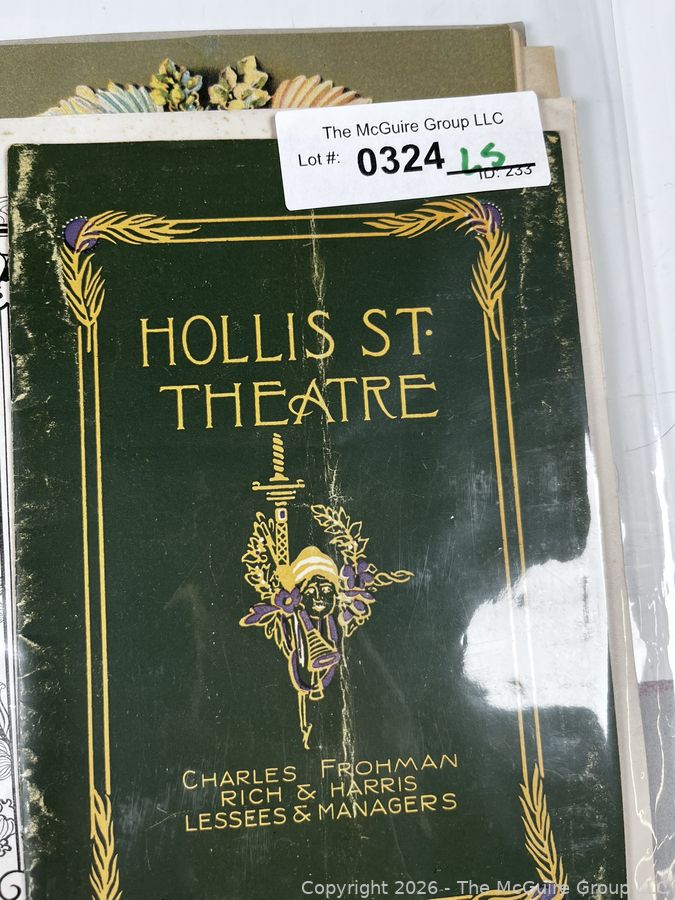 The McGuire Group LLC
Lot #: 0324 LS
ID: 233
HOLLIS ST.
THEATRE
CHARLES FROHMAN
RICH & HARRIS
LESSEES & MANAGERS
Copyright 2026 - The McGuire Group LLC